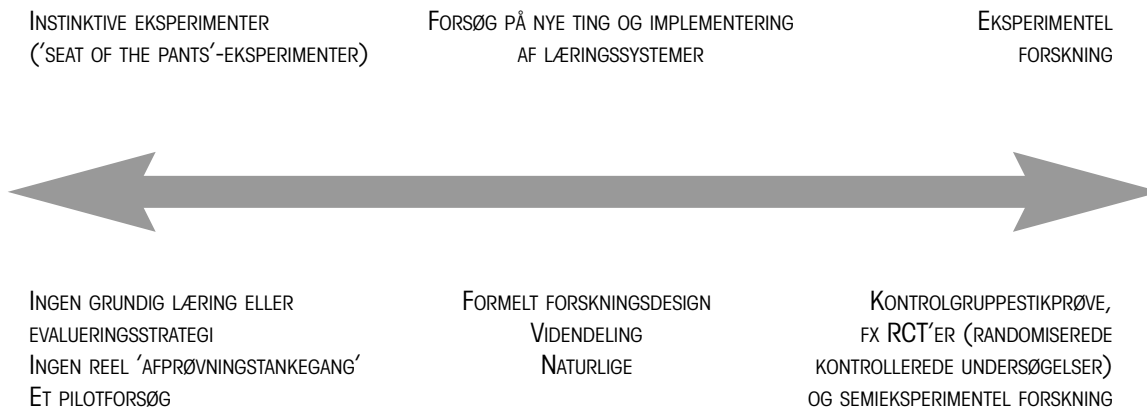 Instinktive eksperimenter
('seat of the pants'-eksperimenter)
Forsøg på nye ting og implementering
af læringssystemer
Eksperimentel
forskning
Ingen grundig læring eller
evalueringsstrategi
Ingen reel 'afprøvningstankegang'
Et pilotforsøg
Formelt forskningsdesign
Videndeling
Naturlige
Kontrolgruppestikprøve,
fx RCT'er (randomiserede
kontrollerede undersøgelser)
og semieksperimentel forskning